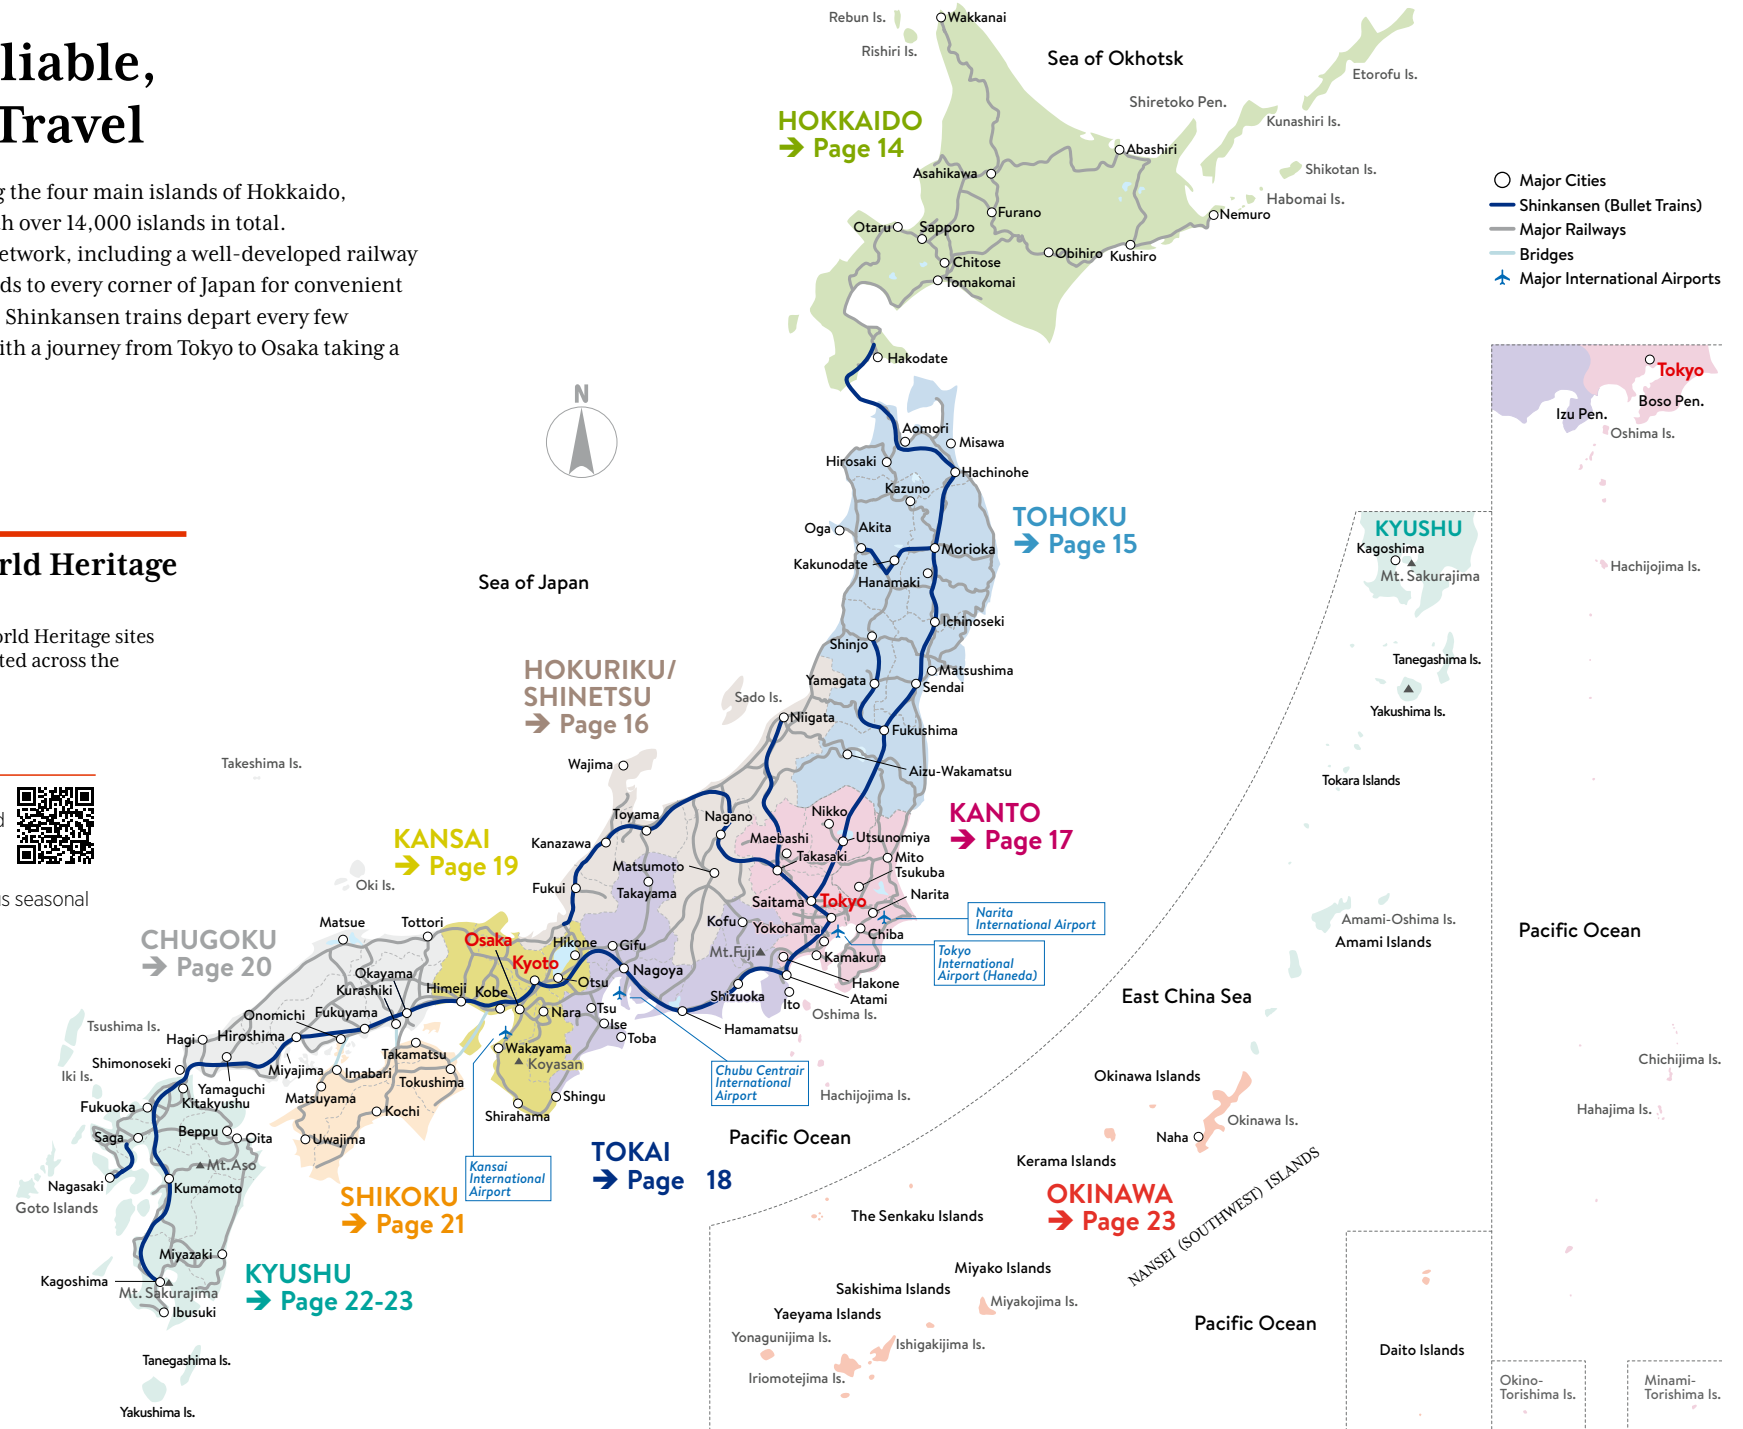 liable,
Travel
g the four main islands of Hokkaido,
h over 14,000 islands in total.
etwork, including a well-developed railway
ds to every corner of Japan for convenient
Shinkansen trains depart every few
ith a journey from Tokyo to Osaka taking a
rld Heritage
orld Heritage sites
ted across the
d
s seasonal
N
Major Cities
Shinkansen (Bullet Trains)
Major Railways
Bridges
Major International Airports
Rebun Is.
Wakkanai
Rishiri Is.
Sea of Okhotsk
Etorofu Is.
Shiretoko Pen.
Kunashiri Is.
HOKKAIDO
→ Page 14
Abashiri
Asahikawa
Shikotan Is.
Habomai Is.
Furano
Nemuro
Otaru
Sapporo
Obihiro
Kushiro
Chitose
Tomakomai
Hakodate
Aomori
Misawa
Hirosaki
Hachinohe
Kazuno
TOHOKU
→ Page 15
Oga
Akita
Morioka
Kakunodate
Hanamaki
Sea of Japan
Ichinoseki
Shinjo
HOKURIKU/
SHINETSU
→ Page 16
Matsushima
Yamagata
Sendai
Sado Is.
Niigata
Fukushima
Takeshima Is.
Wajima
Aizu-Wakamatsu
KANTO
→ Page 17
Toyama
Nagano
Nikko
KANSAI
→ Page 19
Kanazawa
Maebashi
Utsunomiya
Takasaki
Mito
Matsumoto
Tsukuba
Oki Is.
Fukui
Takayama
Saitama
Tokyo
Narita
Narita
International Airport
Matsue
Tottori
Kofu
Yokohama
Chiba
CHUGOKU
→ Page 20
Osaka
Hikone
Gifu
Mt.Fuji
Kamakura
Tokyo
International
Airport (Haneda)
Kyoto
Okayama
Nagoya
Kurashiki
Himeji
Kobe
Otsu
Hakone
Shizuoka
Atami
Onomichi
Fukuyama
Nara
Tsu
Ito
Oshima Is.
Tsushima Is.
Ise
Hamamatsu
Hagi
Hiroshima
Toba
Wakayama
Takamatsu
Koyasan
Shimonoseki
Miyajima
Imabari
Iki Is.
Tokushima
Chubu Centrair
International
Airport
Yamaguchi
Matsuyama
Shingu
Kitakyushu
Hachijojima Is.
Fukuoka
Kochi
Shirahama
Saga
Beppu
Oita
Uwajima
Pacific Ocean
TOKAI
→ Page 18
Mt.Aso
Kansai
International
Airport
Nagasaki
Kumamoto
SHIKOKU
→ Page 21
Goto Islands
Miyazaki
KYUSHU
→ Page 22-23
Kagoshima
Mt. Sakurajima
Ibusuki
Tanegashima Is.
Yakushima Is.
Tokyo
Izu Pen.
Boso Pen.
Oshima Is.
Hachijojima Is.
KYUSHU
Kagoshima
Mt. Sakurajima
Tanegashima Is.
Yakushima Is.
Tokara Islands
Amami-Oshima Is.
Amami Islands
Pacific Ocean
East China Sea
Chichijima Is.
Okinawa Islands
Hahajima Is.
Okinawa Is.
Naha
Kerama Islands
OKINAWA
→ Page 23
NANSEI (SOUTHWEST) ISLANDS
The Senkaku Islands
Miyako Islands
Sakishima Islands
Miyakojima Is.
Yaeyama Islands
Pacific Ocean
Yonagunijima Is.
Ishigakijima Is.
Daito Islands
Iriomotejima Is.
Okino-
Torishima Is.
Minami-
Torishima Is.